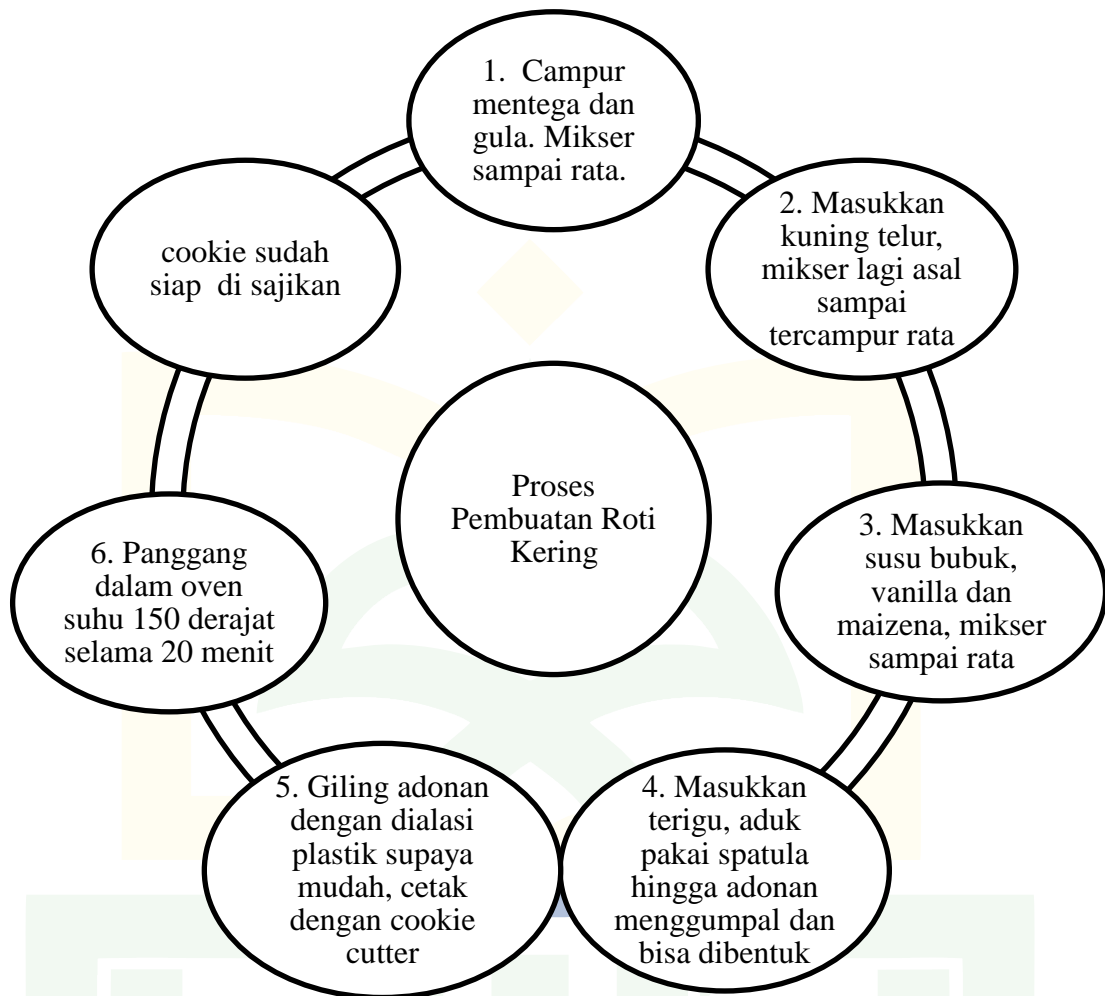 1. Campur
mentega dan
gula. Mikser
sampai rata.
2. Masukkan
kuning telur,
mikser lagi asal
sampai
tercampur rata
3. Masukkan
susu bubuk,
vanilla dan
maizena, mikser
sampai rata
4. Masukkan
terigu, aduk
pakai spatula
hingga adonan
menggumpal dan
bisa dibentuk
5. Giling adonan
dengan dialasi
plastik supaya
mudah, cetak
dengan cookie
cutter
6. Panggang
dalam oven
suhu 150 derajat
selama 20 menit
cookie sudah
siap di sajikan
Proses
Pembuatan Roti
Kering